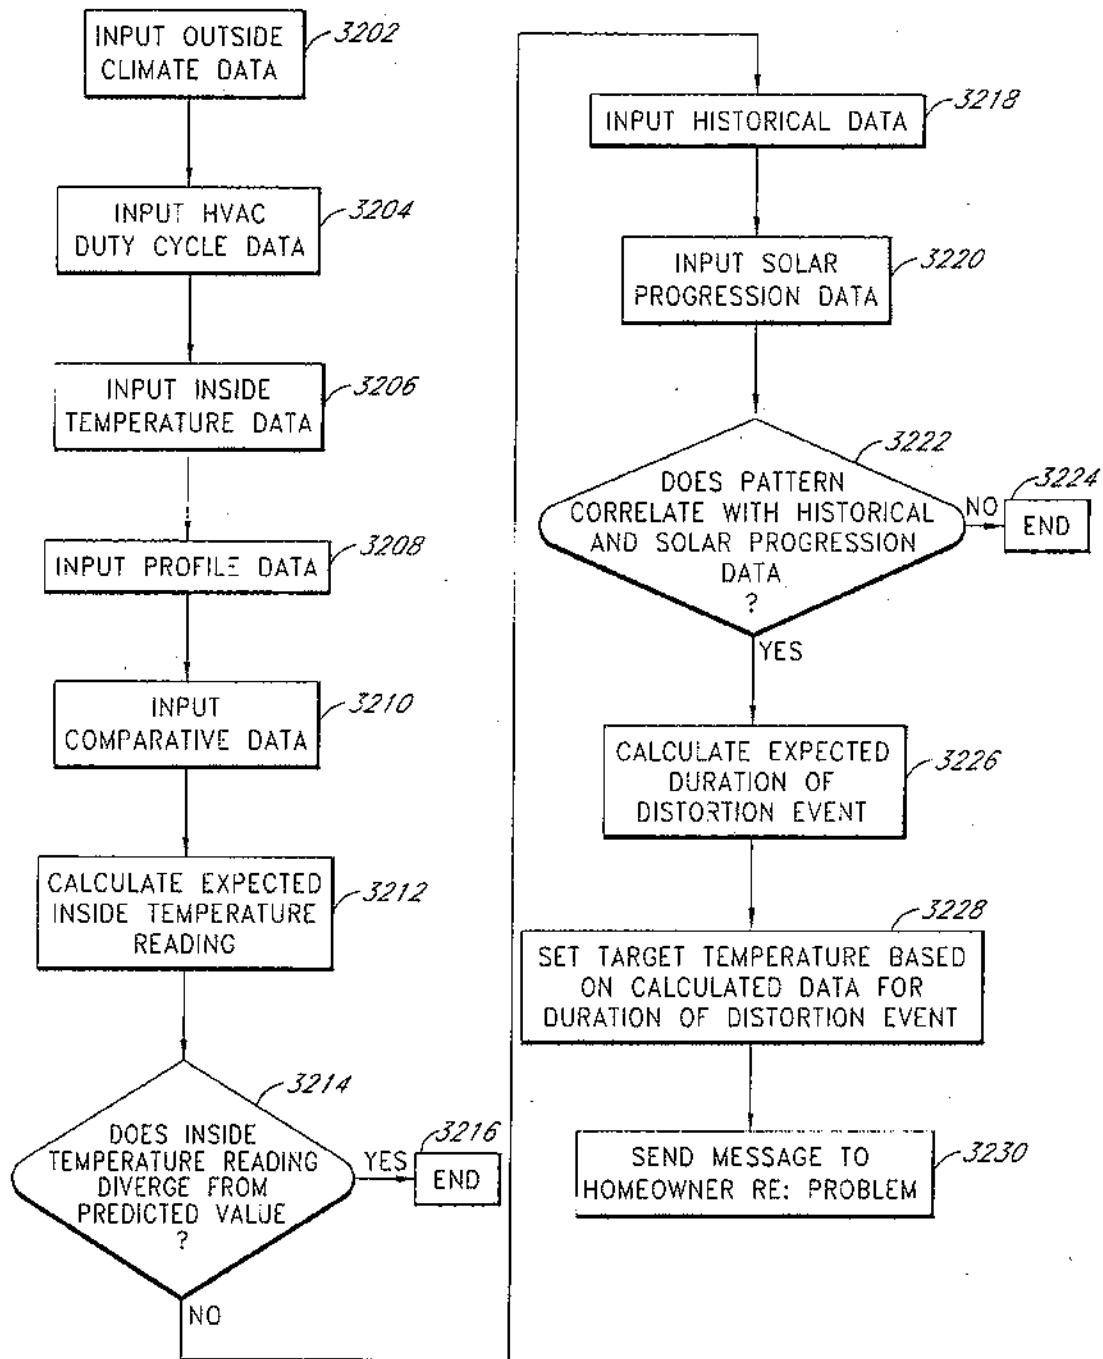 INPUT OUTSIDE
CLIMATE DATA
3202
INPUT HVAC
DUTY CYCLE DATA
3204
INPUT INSIDE
TEMPERATURE DATA
3206
INPUT PROFILE DATA
3208
INPUT
COMPARATIVE DATA
3210
CALCULATE EXPECTED
INSIDE TEMPERATURE
READING
3212
DOES INSIDE
TEMPERATURE READING
DIVERGE FROM
PREDICTED VALUE
?
3214
YES
3216
END
NO
INPUT HISTORICAL DATA
3218
INPUT SOLAR
PROGRESSION DATA
3220
DOES PATTERN
CORRELATE WITH HISTORICAL
AND SOLAR PROGRESSION
DATA
?
3222
NO
3224
END
YES
CALCULATE EXPECTED
DURATION OF
DISTORTION EVENT
3226
SET TARGET TEMPERATURE BASED
ON CALCULATED DATA FOR
DURATION OF DISTORTION EVENT
3228
SEND MESSAGE TO
HOMEOWNER RE: PROBLEM
3230